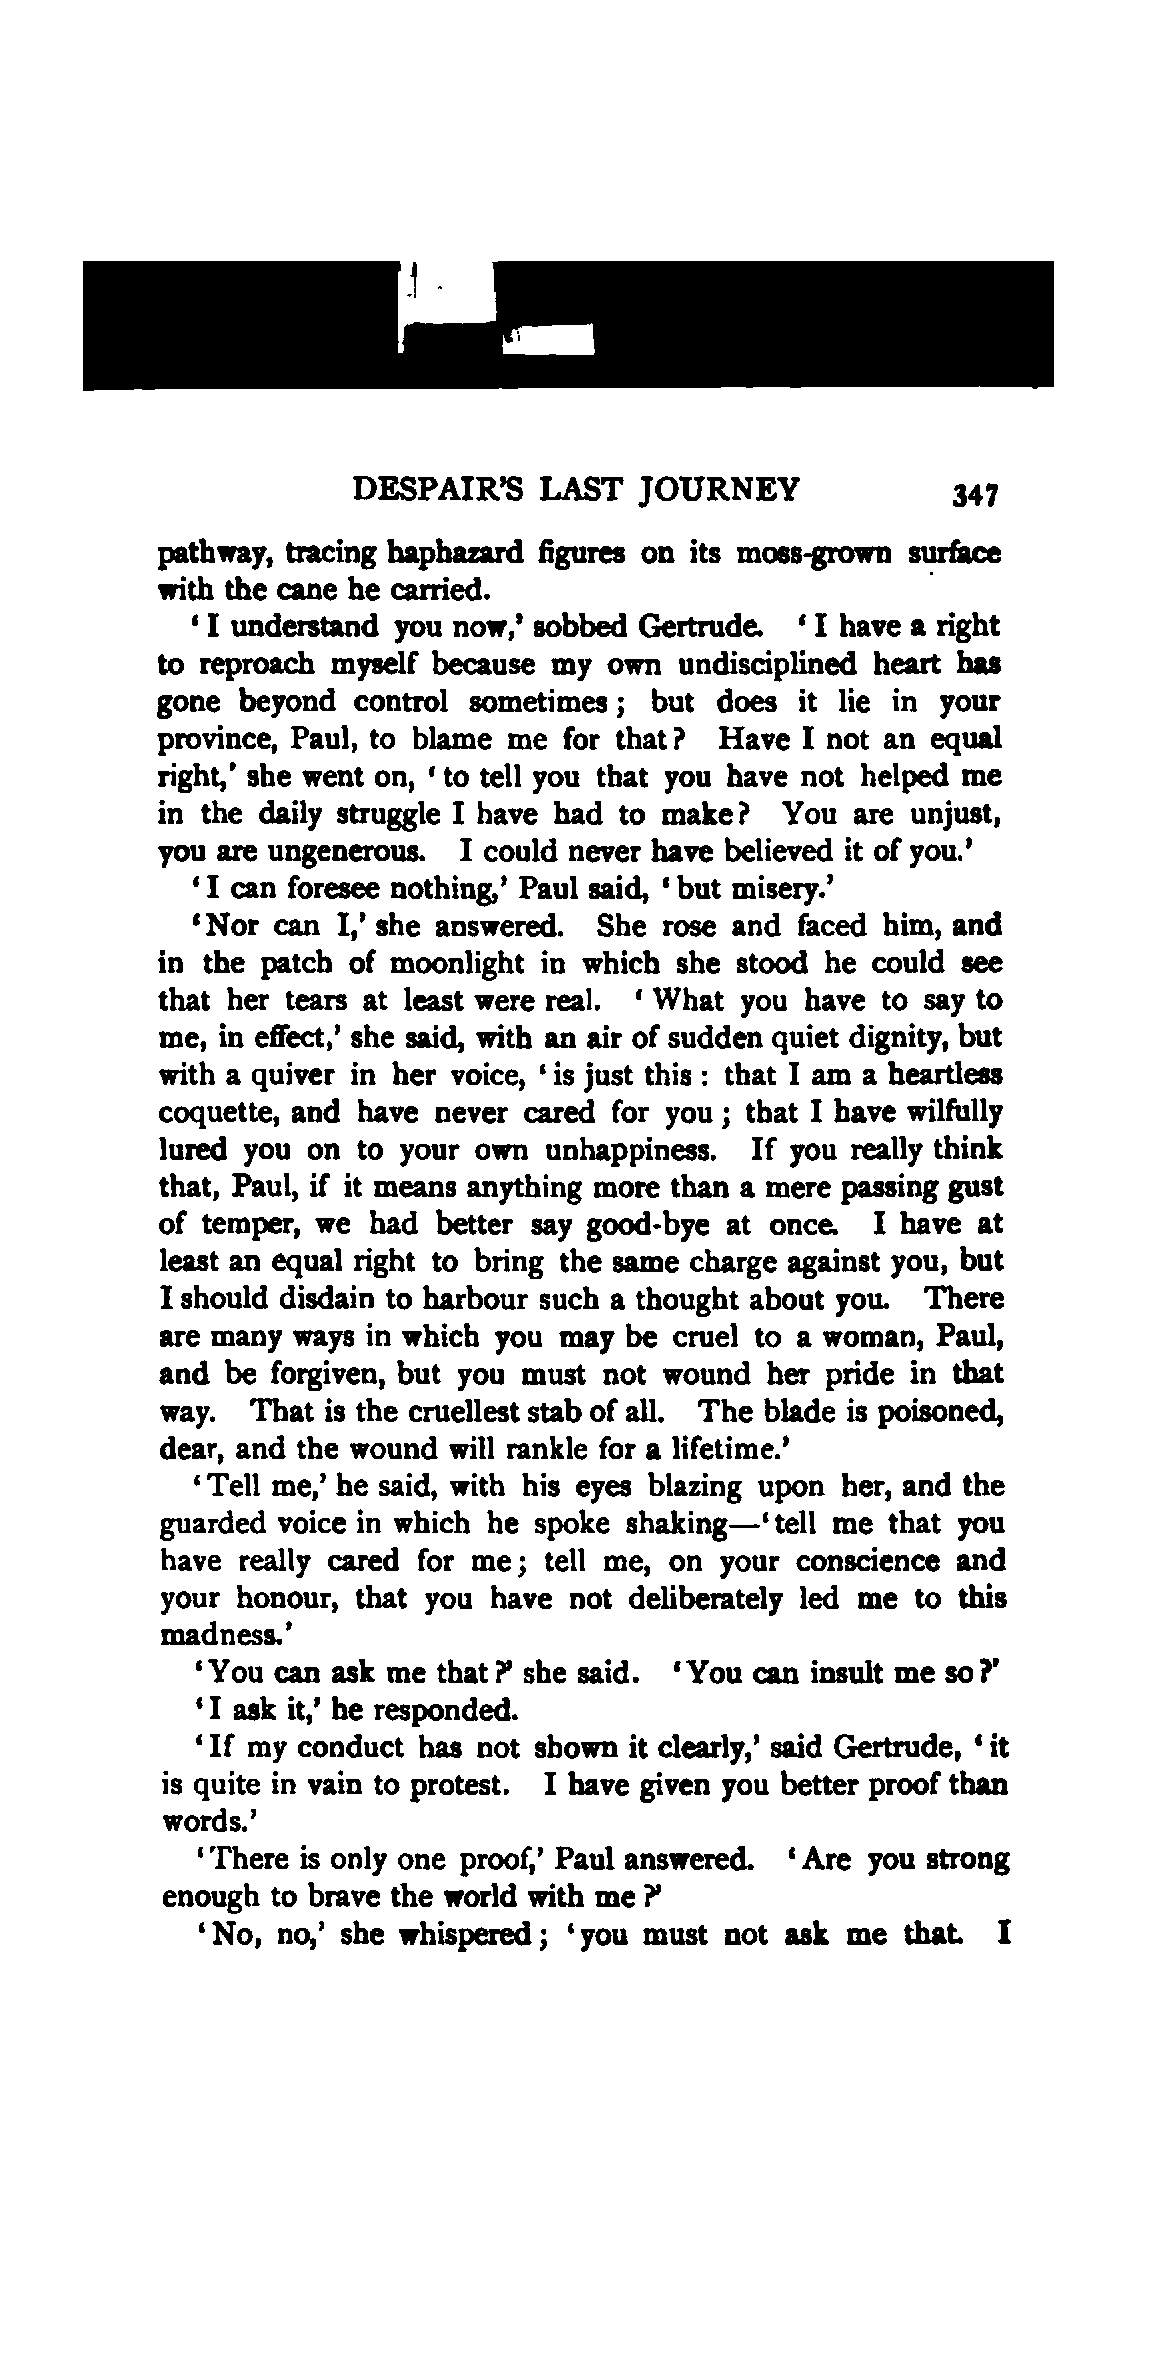 DESPAIR'S LAST JOURNEY 347
pathway, tracing haphazard figures on its moss-grown surface
with the cane he carried.
'I understand you now,' sobbed Gertrude. 'I have a right
to reproach myself because my own undisciplined heart has
gone beyond control sometimes; but does it lie in your
province, Paul, to blame me for that? Have I not an equal
right,' she went on, 'to tell you that you have not helped me
in the daily struggle I have had to make? You are unjust,
you are ungenerous. I could never have believed it of you.'
'I can foresee nothing,' Paul said, 'but misery.'
'Nor can I,' she answered. She rose and faced him, and
in the patch of moonlight in which she stood he could see
that her tears at least were real. 'What you have to say to
me, in effect,' she said, with an air of sudden quiet dignity, but
with a quiver in her voice, 'is just this: that I am a heartless
coquette, and have never cared for you; that I have wilfully
lured you on to your own unhappiness. If you really think
that, Paul, if it means anything more than a mere passing gust
of temper, we had better say good-bye at once. I have at
least an equal right to bring the same charge against you, but
I should disdain to harbour such a thought about you. There
are many ways in which you may be cruel to a woman, Paul,
and be forgiven, but you must not wound her pride in that
way. That is the cruellest stab of all. The blade is poisoned,
dear, and the wound will rankle for a lifetime.'
'Tell me,' he said, with his eyes blazing upon her, and the
guarded voice in which he spoke shaking—'tell me that you
have really cared for me; tell me, on your conscience and
your honour, that you have not deliberately led me to this
madness.'
'You can ask me that?' she said. 'You can insult me so?'
'I ask it,' he responded.
'If my conduct has not shown it clearly,' said Gertrude, 'it
is quite in vain to protest. I have given you better proof than
words.'
'There is only one proof,' Paul answered. 'Are you strong
enough to brave the world with me?'
'No, no,' she whispered; 'you must not ask me that. I